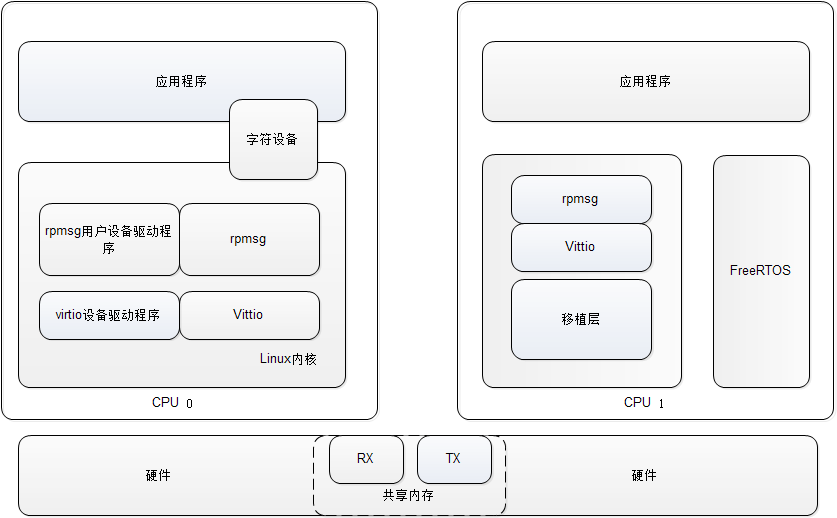 应用程序
字符设备
rpmsg用户设备驱动程
序
rpmsg
virtio设备驱动程序
Vittio
Linux内核
CPU 0
应用程序
rpmsg
Vittio
移植层
FreeRTOS
CPU 1
硬件
RX
TX
共享内存
硬件